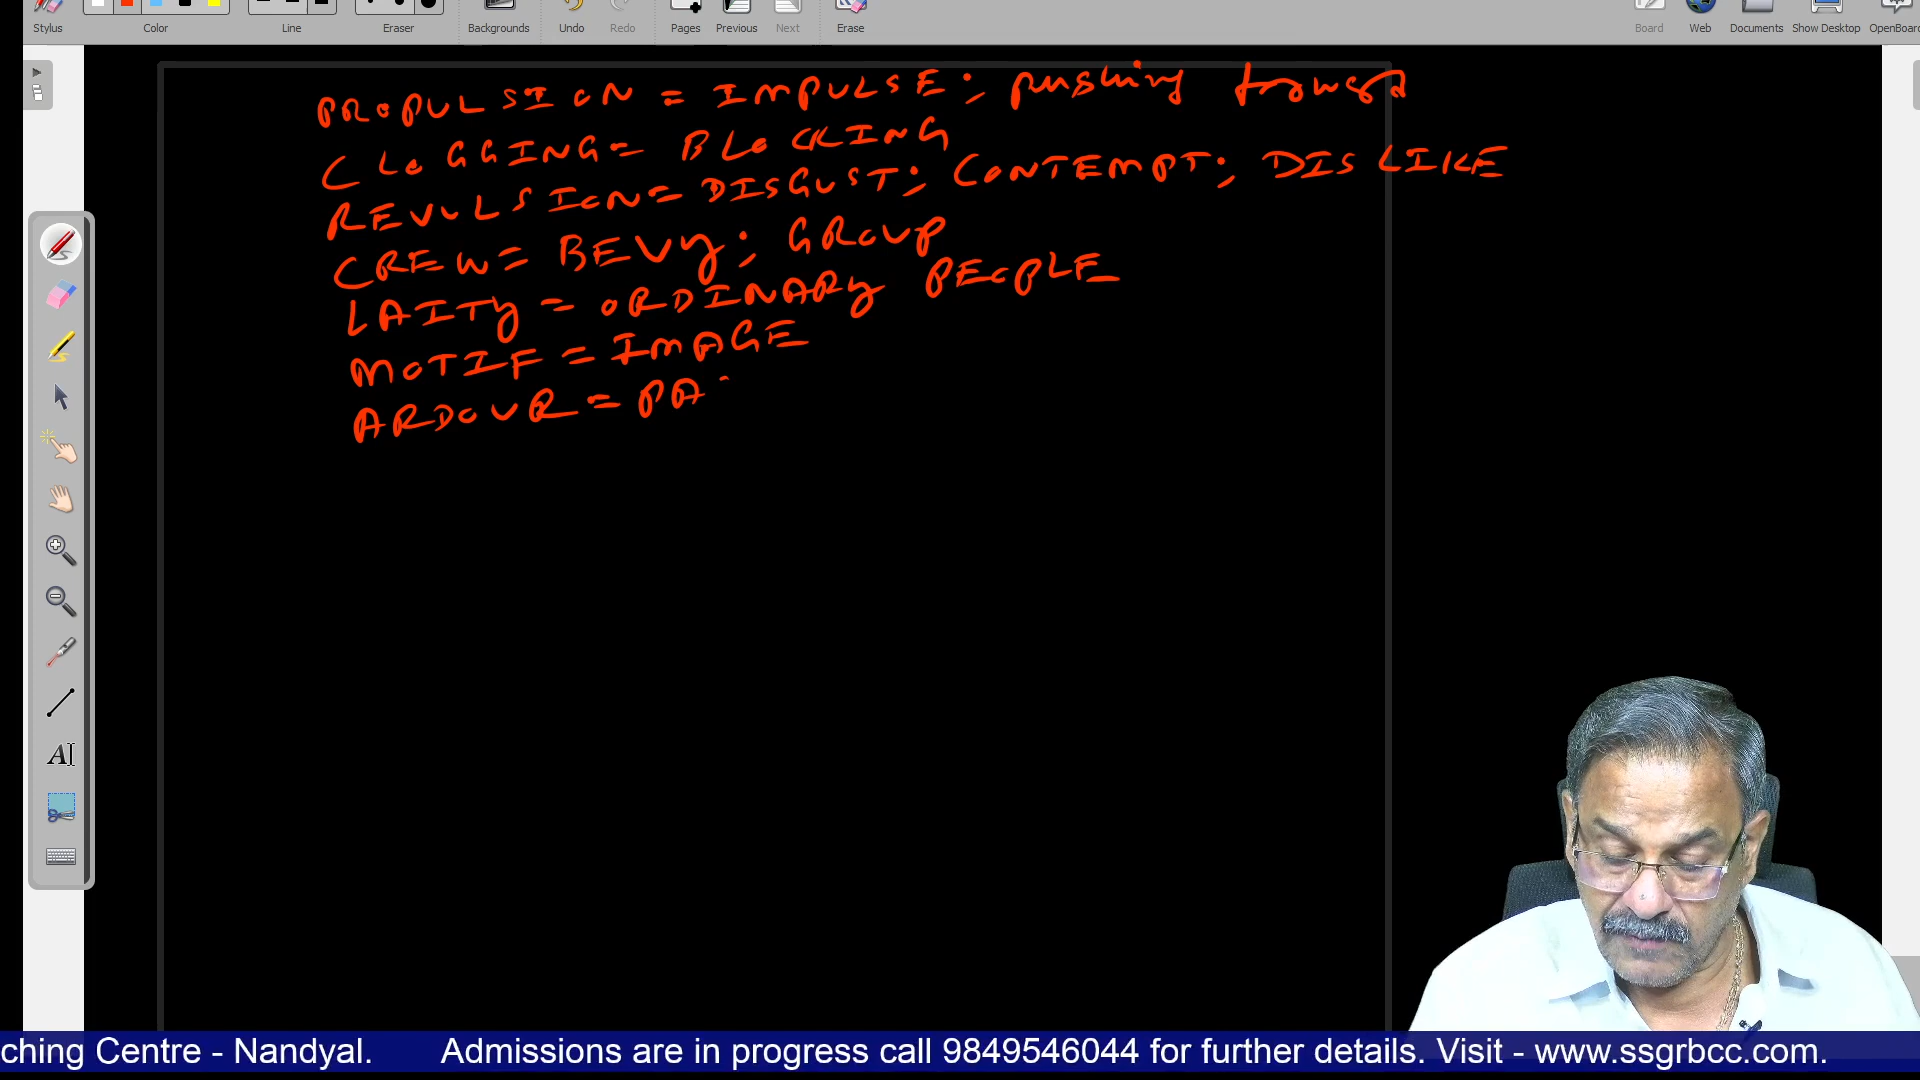 Stylus Color Line Eraser Backgrounds Undo Redo Pages Previous Next Erase Board Web Documents Show Desktop OpenBoard
PROPULSION = IMPULSE; pushing forward
CLOGGING = BLOCKING
REVULSION = DISGUST; CONTEMPT; DISLIKE
CREW = BEVY; GROUP
LAITY = ORDINARY PEOPLE
MOTIF = IMAGE
ARDOUR = PA
ching Centre - Nandyal. Admissions are in progress call 9849546044 for further details. Visit - www.ssgrbcc.com.